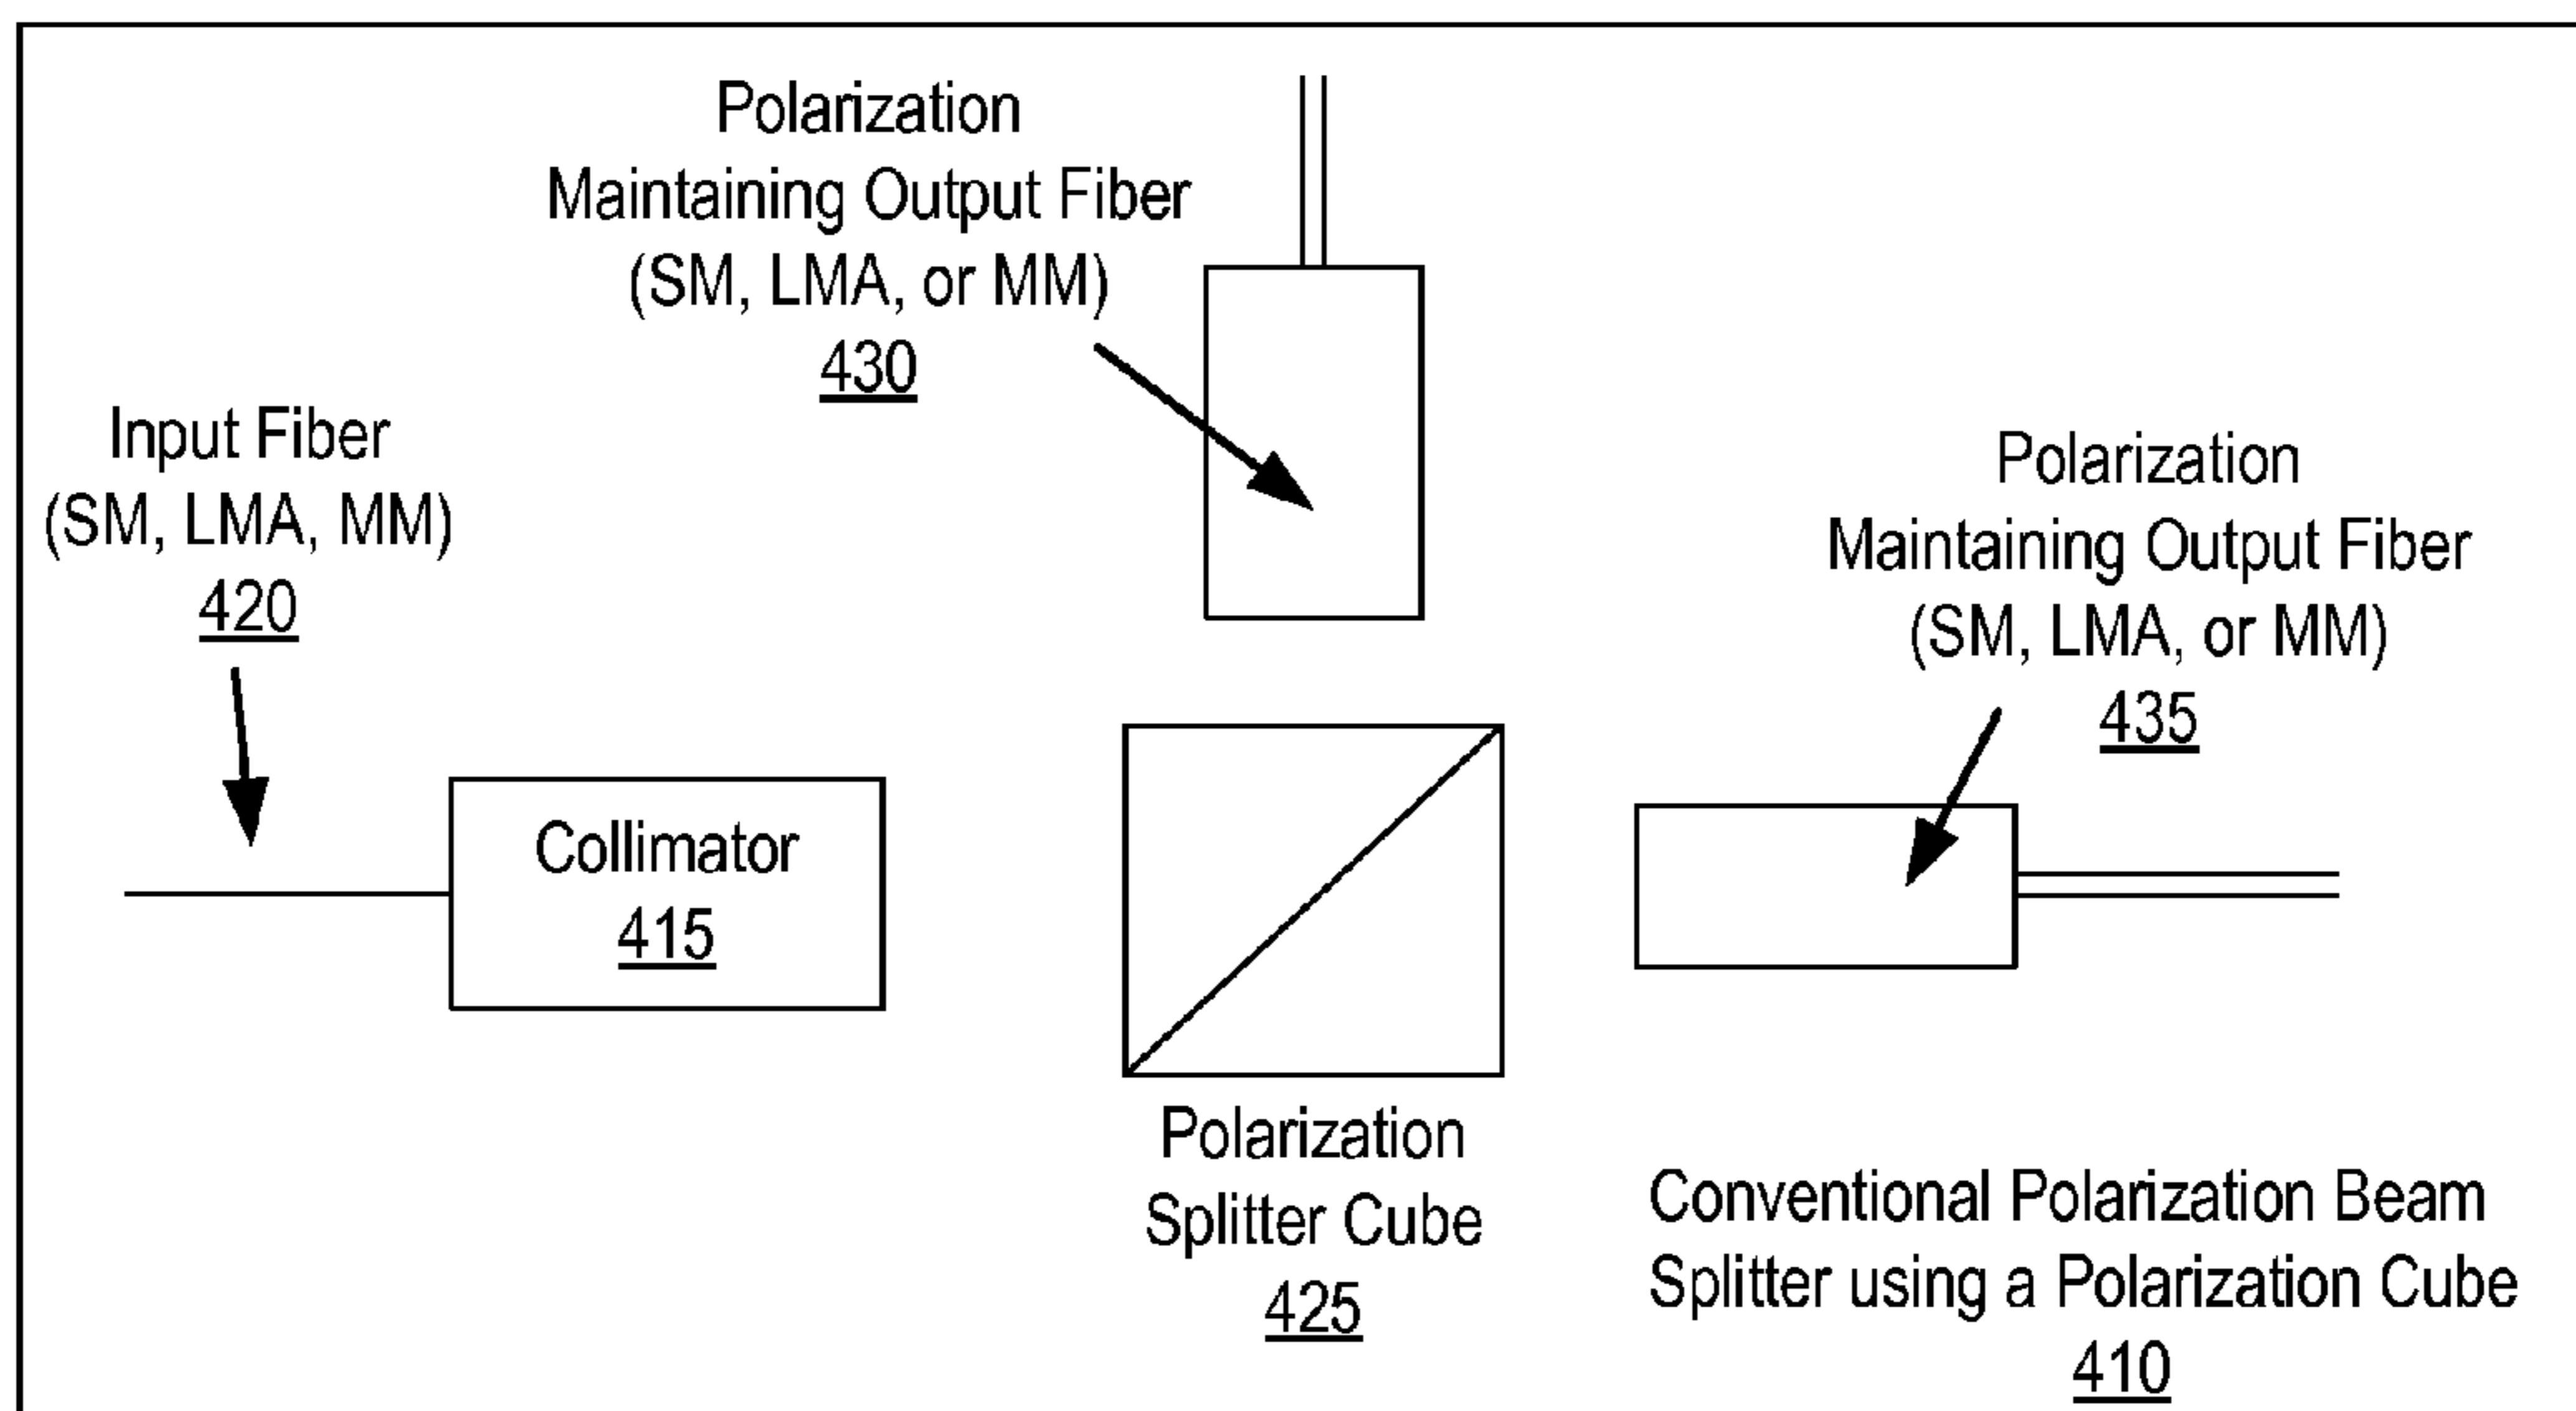 Polarization
Maintaining Output Fiber
(SM, LMA, or MM)
430
Input Fiber
(SM, LMA, MM)
420
Polarization
Maintaining Output Fiber
(SM, LMA, or MM)
435
Collimator
415
Polarization
Splitter Cube
425
Conventional Polarization Beam
Splitter using a Polarization Cube
410